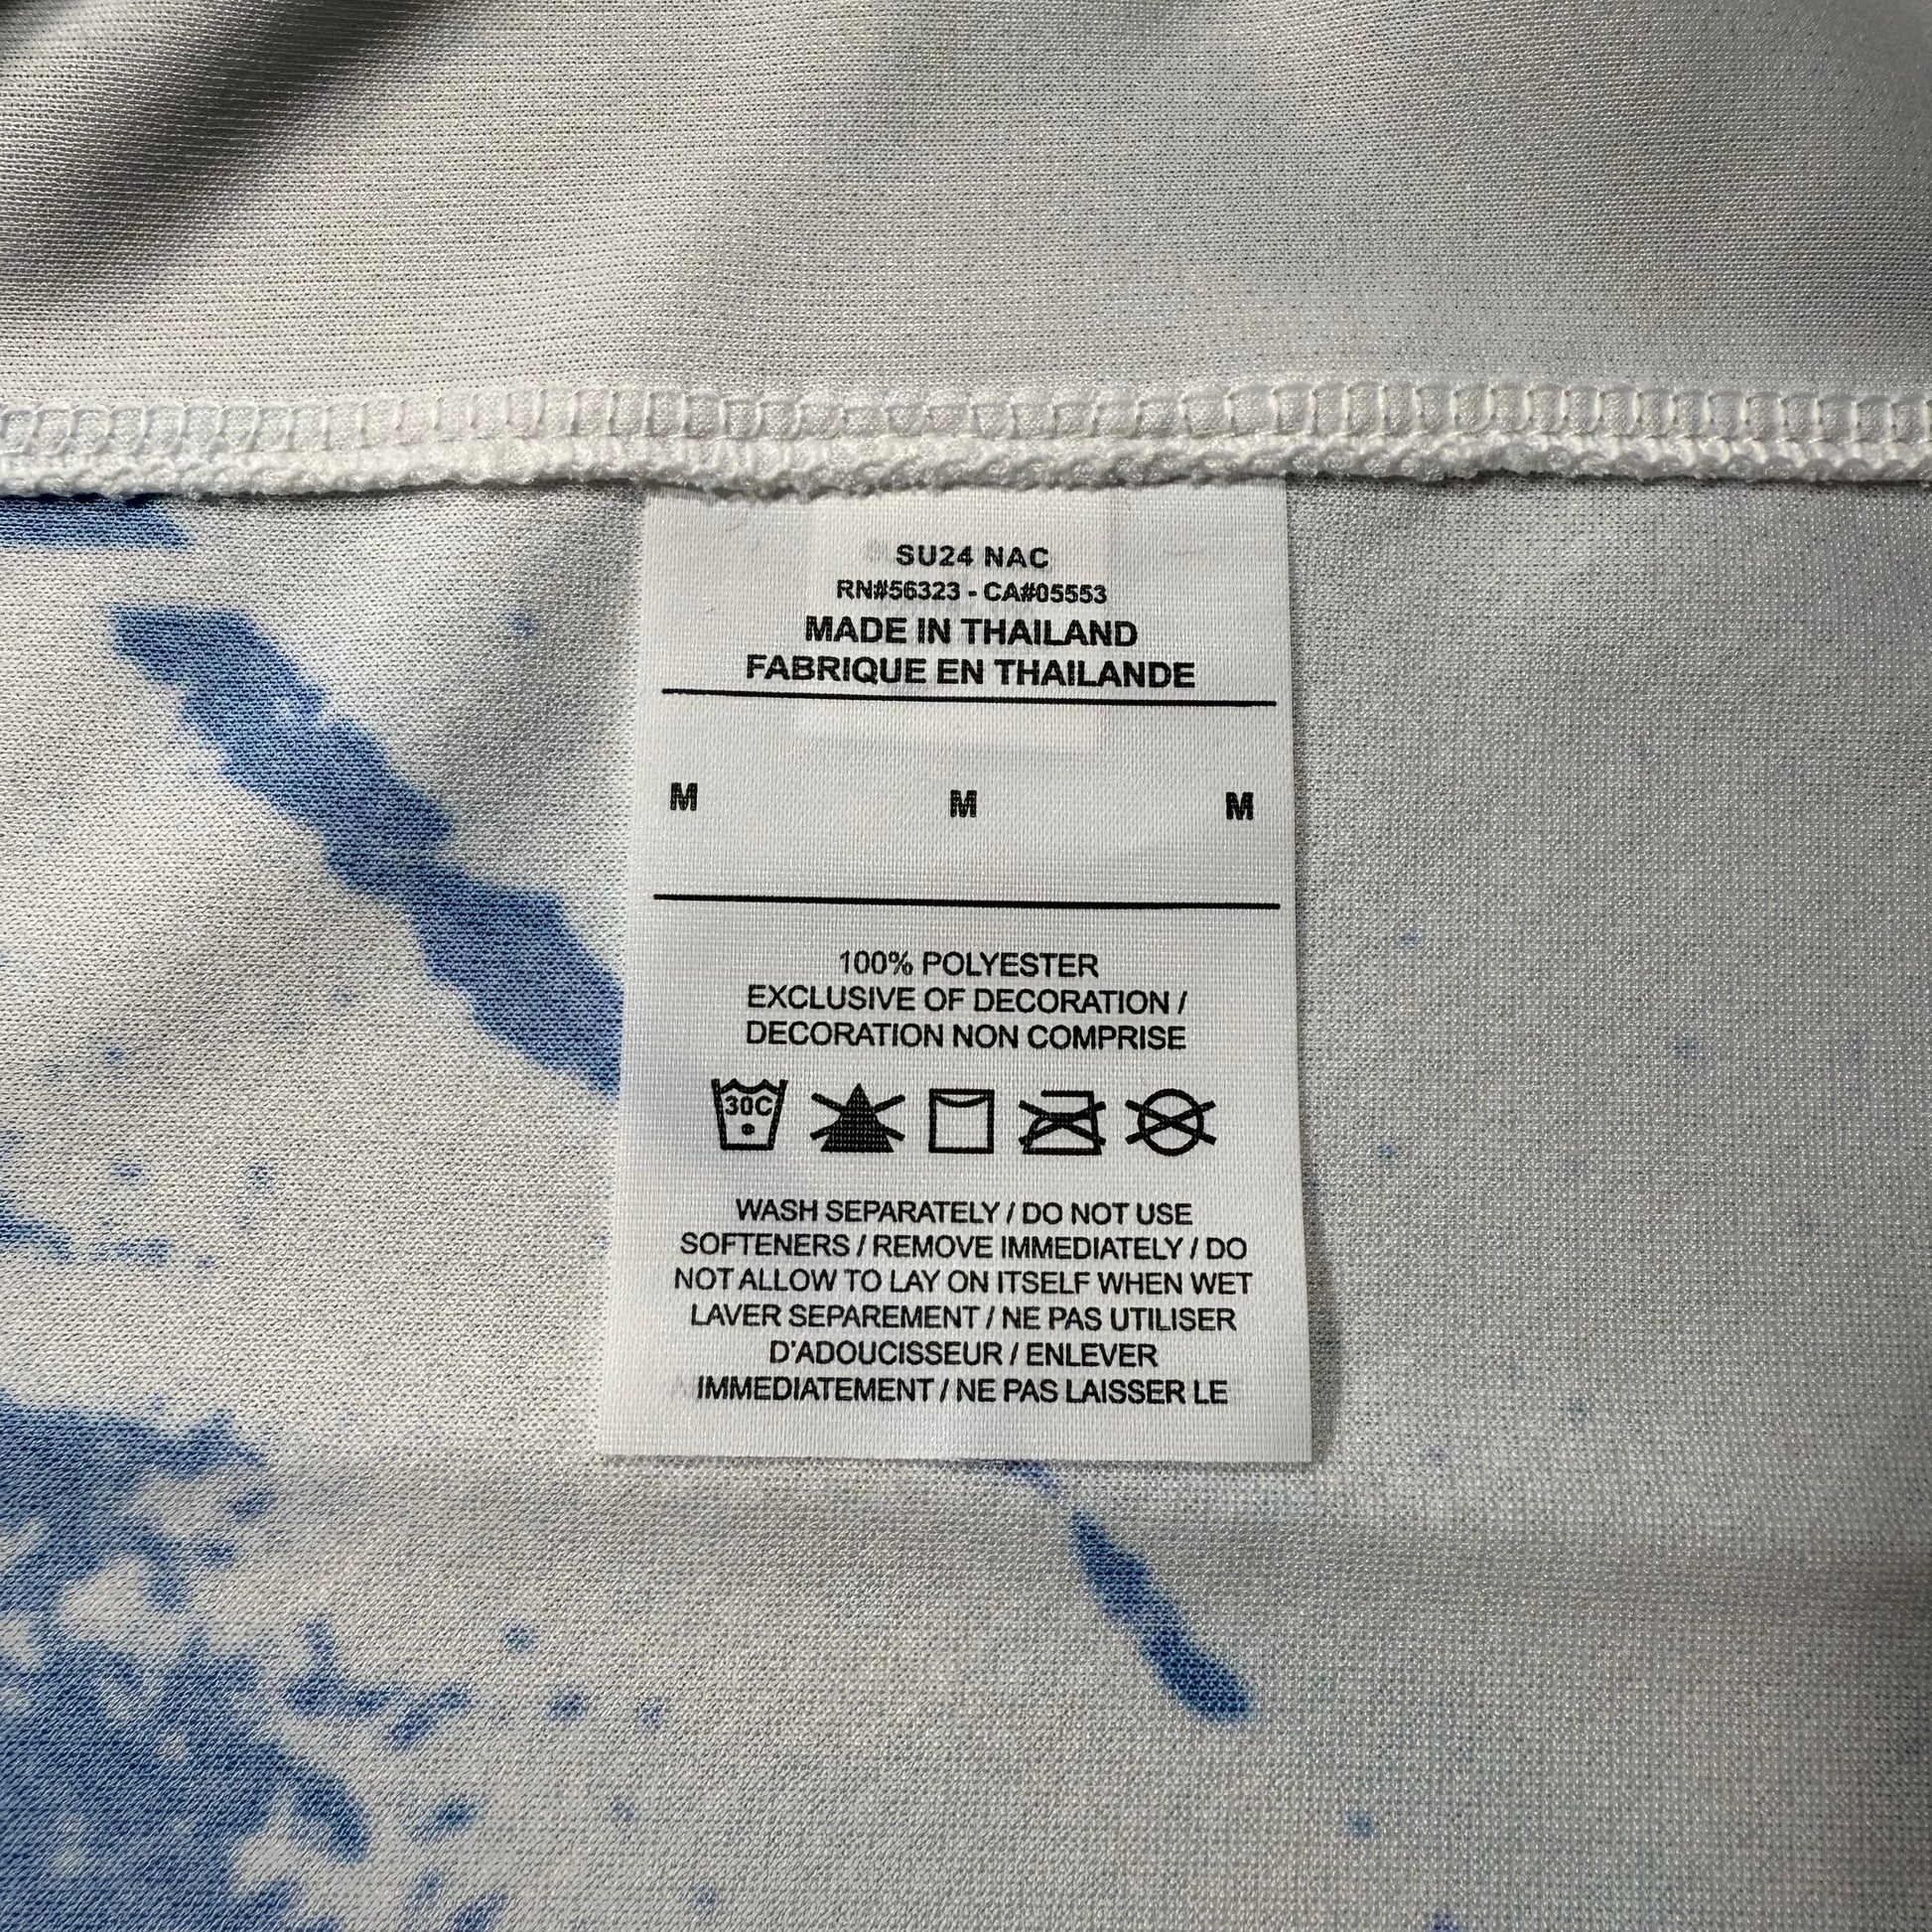 SU24 NAC
RN#56323 - CA#05553
MADE IN THAILAND
FABRIQUE EN THAILANDE
M M M
100% POLYESTER
EXCLUSIVE OF DECORATION /
DECORATION NON COMPRISE
30C
WASH SEPARATELY / DO NOT USE
SOFTENERS / REMOVE IMMEDIATELY / DO
NOT ALLOW TO LAY ON ITSELF WHEN WET
LAVER SEPAREMENT / NE PAS UTILISER
D'ADOUCISSEUR / ENLEVER
IMMEDIATEMENT / NE PAS LAISSER LE